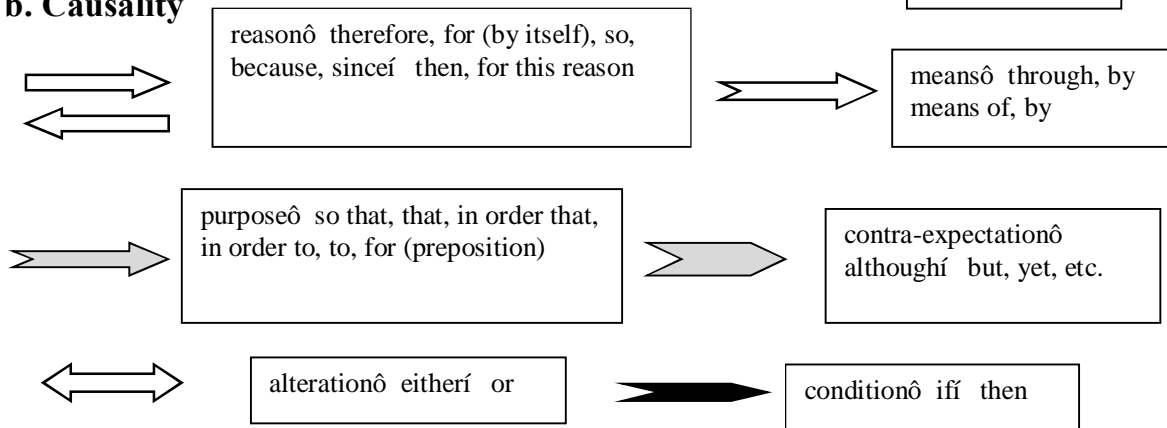 b. Causality
reasonô therefore, for (by itself), so,
because, sinceí then, for this reason
meansô through, by
means of, by
purposeô so that, that, in order that,
in order to, to, for (preposition)
contra-expectationô
althoughí but, yet, etc.
alterationô eitherí or
conditionô ifí then